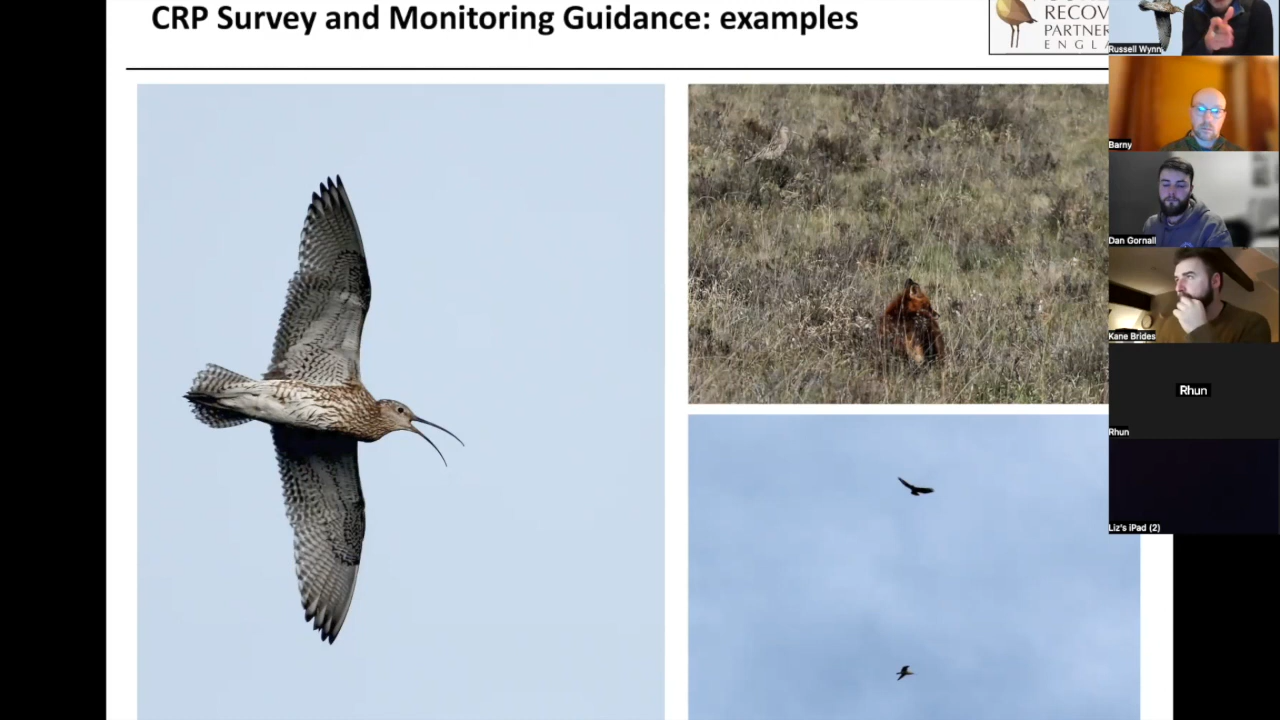 CRP Survey and Monitoring Guidance: examples
RECOV
PARTNER
ENGL
Russell Wynn
Barny
Dan Gornall
Kane Brides
Rhun
Rhun
Liz's iPad (2)